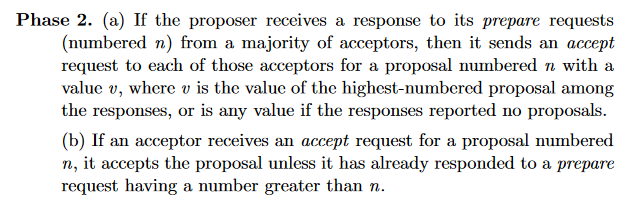 Phase 2. (a) If the proposer receives a response to its prepare requests
(numbered n) from a majority of acceptors, then it sends an accept
request to each of those acceptors for a proposal numbered n with a
value v, where v is the value of the highest-numbered proposal among
the responses, or is any value if the responses reported no proposals.
(b) If an acceptor receives an accept request for a proposal numbered
n, it accepts the proposal unless it has already responded to a prepare
request having a number greater than n.